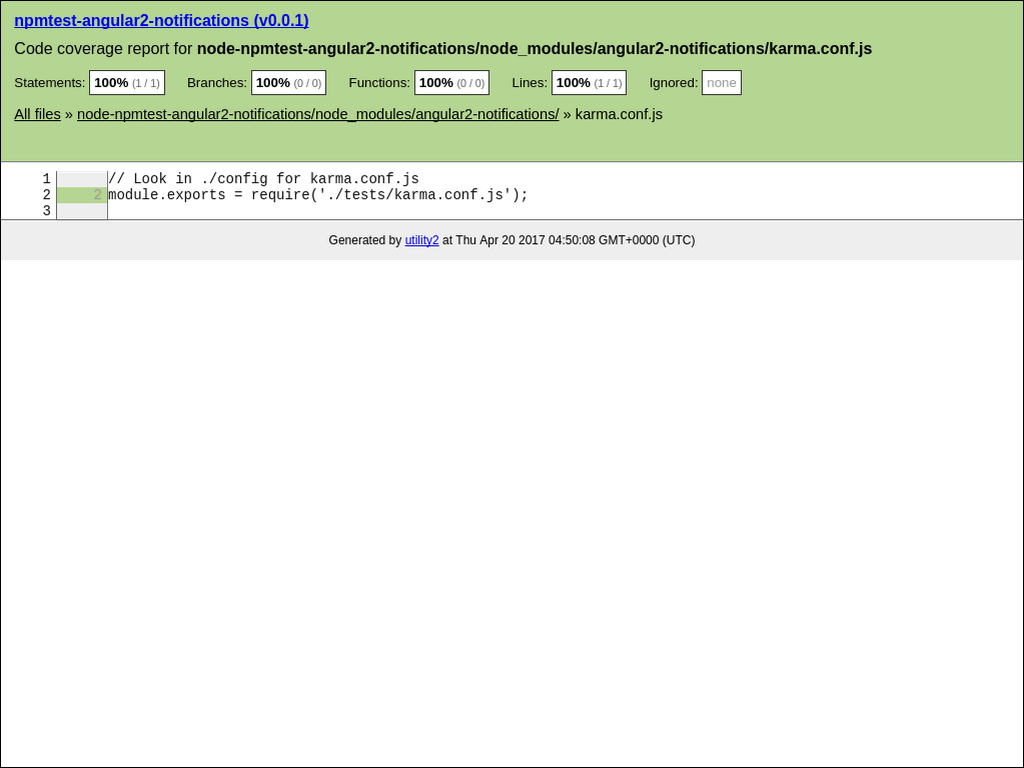 npmtest-angular2-notifications (v0.0.1)
Code coverage report for node-npmtest-angular2-notifications/node_modules/angular2-notifications/karma.conf.js
Statements: 100% (1 / 1) Branches: 100% (0 / 0) Functions: 100% (0 / 0) Lines: 100% (1 / 1) Ignored: none
All files » node-npmtest-angular2-notifications/node_modules/angular2-notifications/ » karma.conf.js
1 // Look in ./config for karma.conf.js
2 2 module.exports = require('./tests/karma.conf.js');
3
Generated by utility2 at Thu Apr 20 2017 04:50:08 GMT+0000 (UTC)